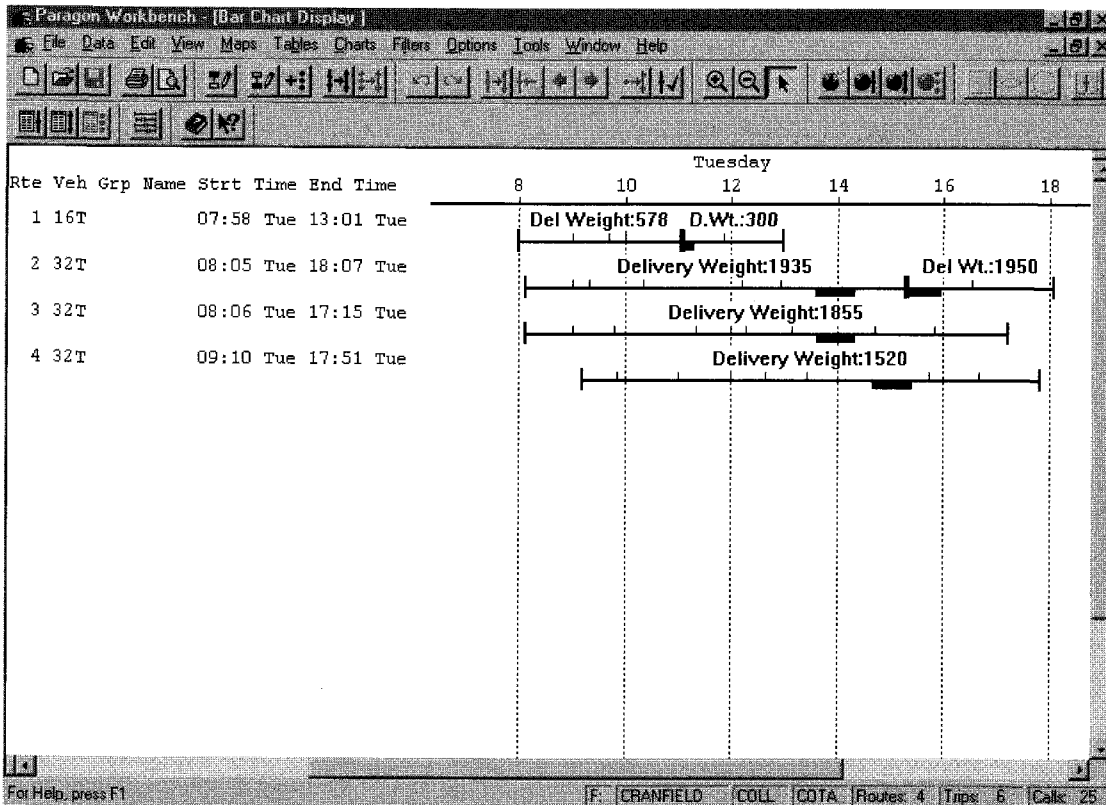 Paragon Workbench - [Bar Chart Display ]
File Data Edit View Maps Tables Charts Filters Options Tools Window Help
Tuesday
Rte Veh Grp Name Strt Time End Time 8 10 12 14 16 18
1 16T 07:58 Tue 13:01 Tue Del Weight:578 D.Wt.:300
2 32T 08:05 Tue 18:07 Tue Delivery Weight:1935 Del Wt.:1950
3 32T 08:06 Tue 17:15 Tue Delivery Weight:1855
4 32T 09:10 Tue 17:51 Tue Delivery Weight:1520
For Help, press F1 F: CRANFIELD COLL COTA Routes: 4 Trips: 6 Calls: 25